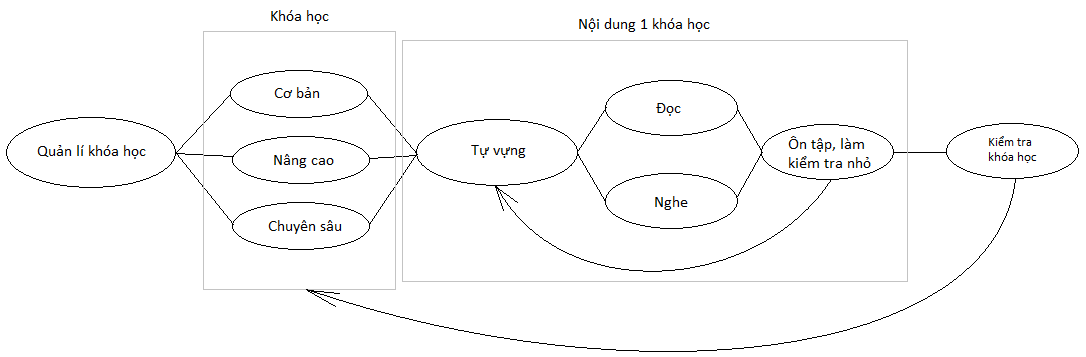 Khóa học
Nội dung 1 khóa học
Quản lí khóa học
Cơ bản
Nâng cao
Chuyên sâu
Tự vựng
Đọc
Nghe
Ôn tập, làm
kiểm tra nhỏ
Kiểm tra
khóa học